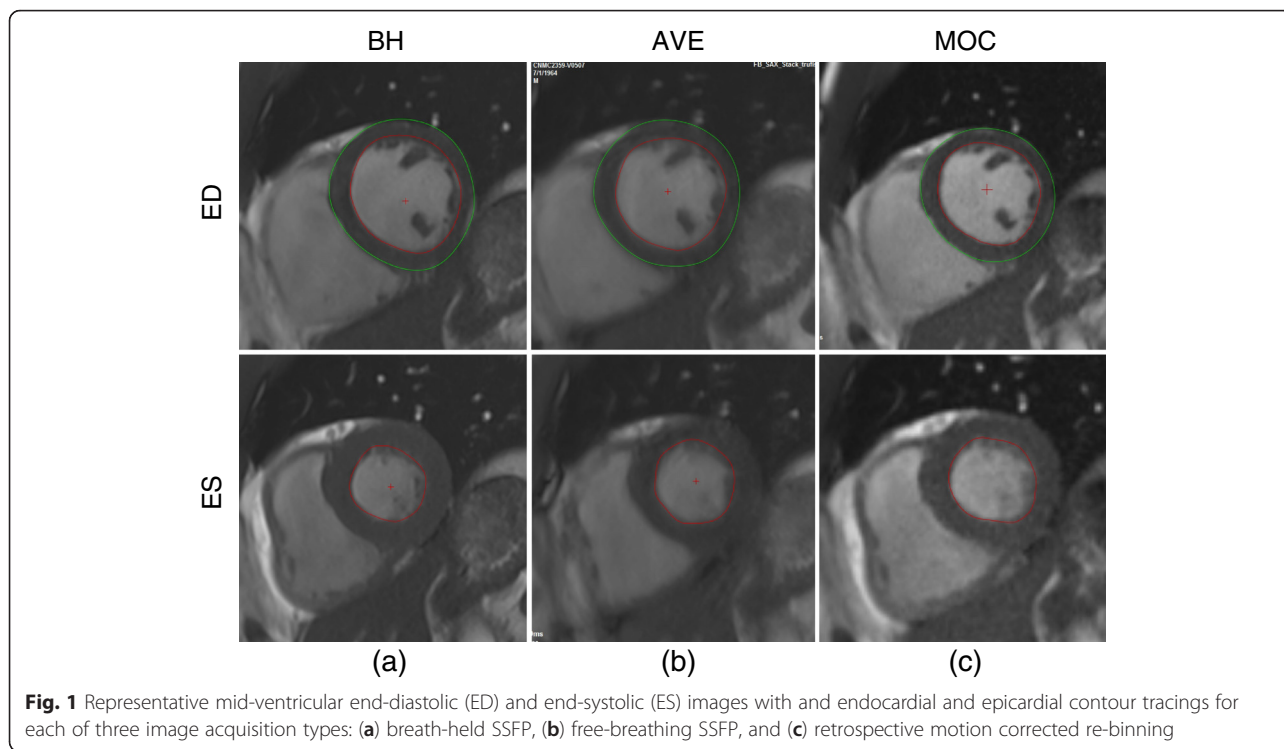 BH AVE MOC
CNMC2359-V0507
7/1/1964
M
FB_SAX_Stack_trufi
ED
ES
(a) (b) (c)
Fig. 1 Representative mid-ventricular end-diastolic (ED) and end-systolic (ES) images with and endocardial and epicardial contour tracings for
each of three image acquisition types: (a) breath-held SSFP, (b) free-breathing SSFP, and (c) retrospective motion corrected re-binning